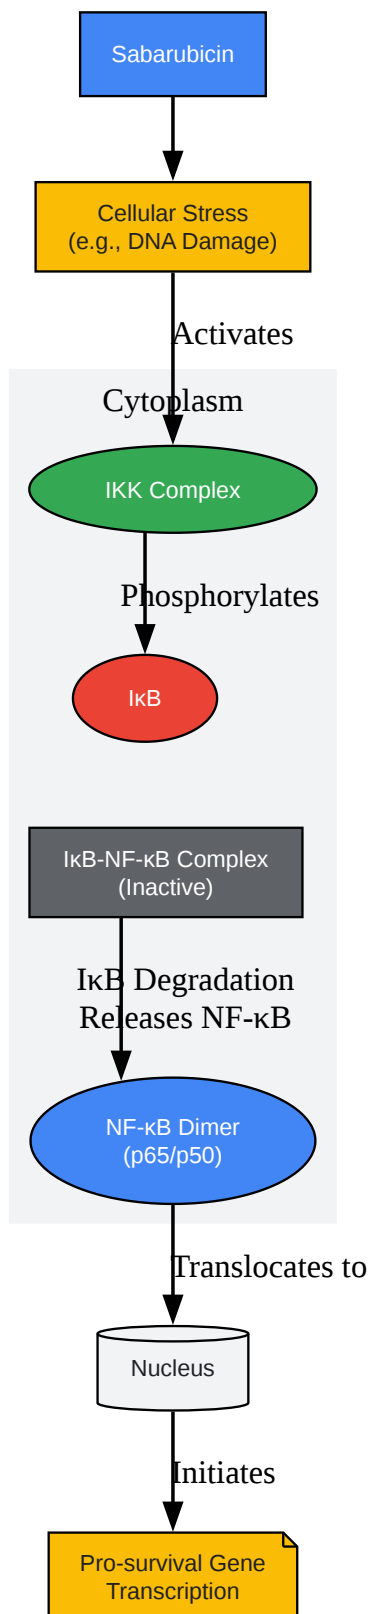 Sabarubicin
Cellular Stress
(e.g., DNA Damage)
Activates
Cytoplasm
IKK Complex
Phosphorylates
IκB
IκB-NF-κB Complex
(Inactive)
IκB Degradation
Releases NF-κB
NF-κB Dimer
(p65/p50)
Translocates to
Nucleus
Initiates
Pro-survival Gene
Transcription